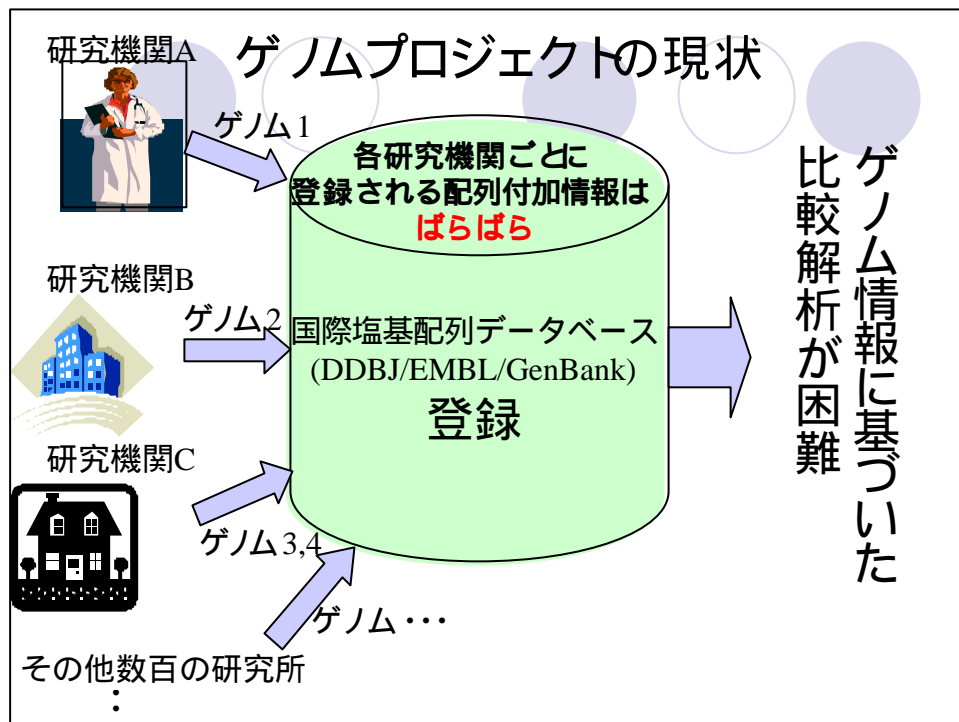 ゲノムプロジェクトの現状
研究機関A
ゲノム1
各研究機関ごとに
登録される配列付加情報は
ばらばら
研究機関B
ゲノム2
国際塩基配列データベース
(DDBJ/EMBL/GenBank)
登録
研究機関C
ゲノム3,4
ゲノム・・・
その他数百の研究所
：
ゲノム情報に基づいた
比較解析が困難